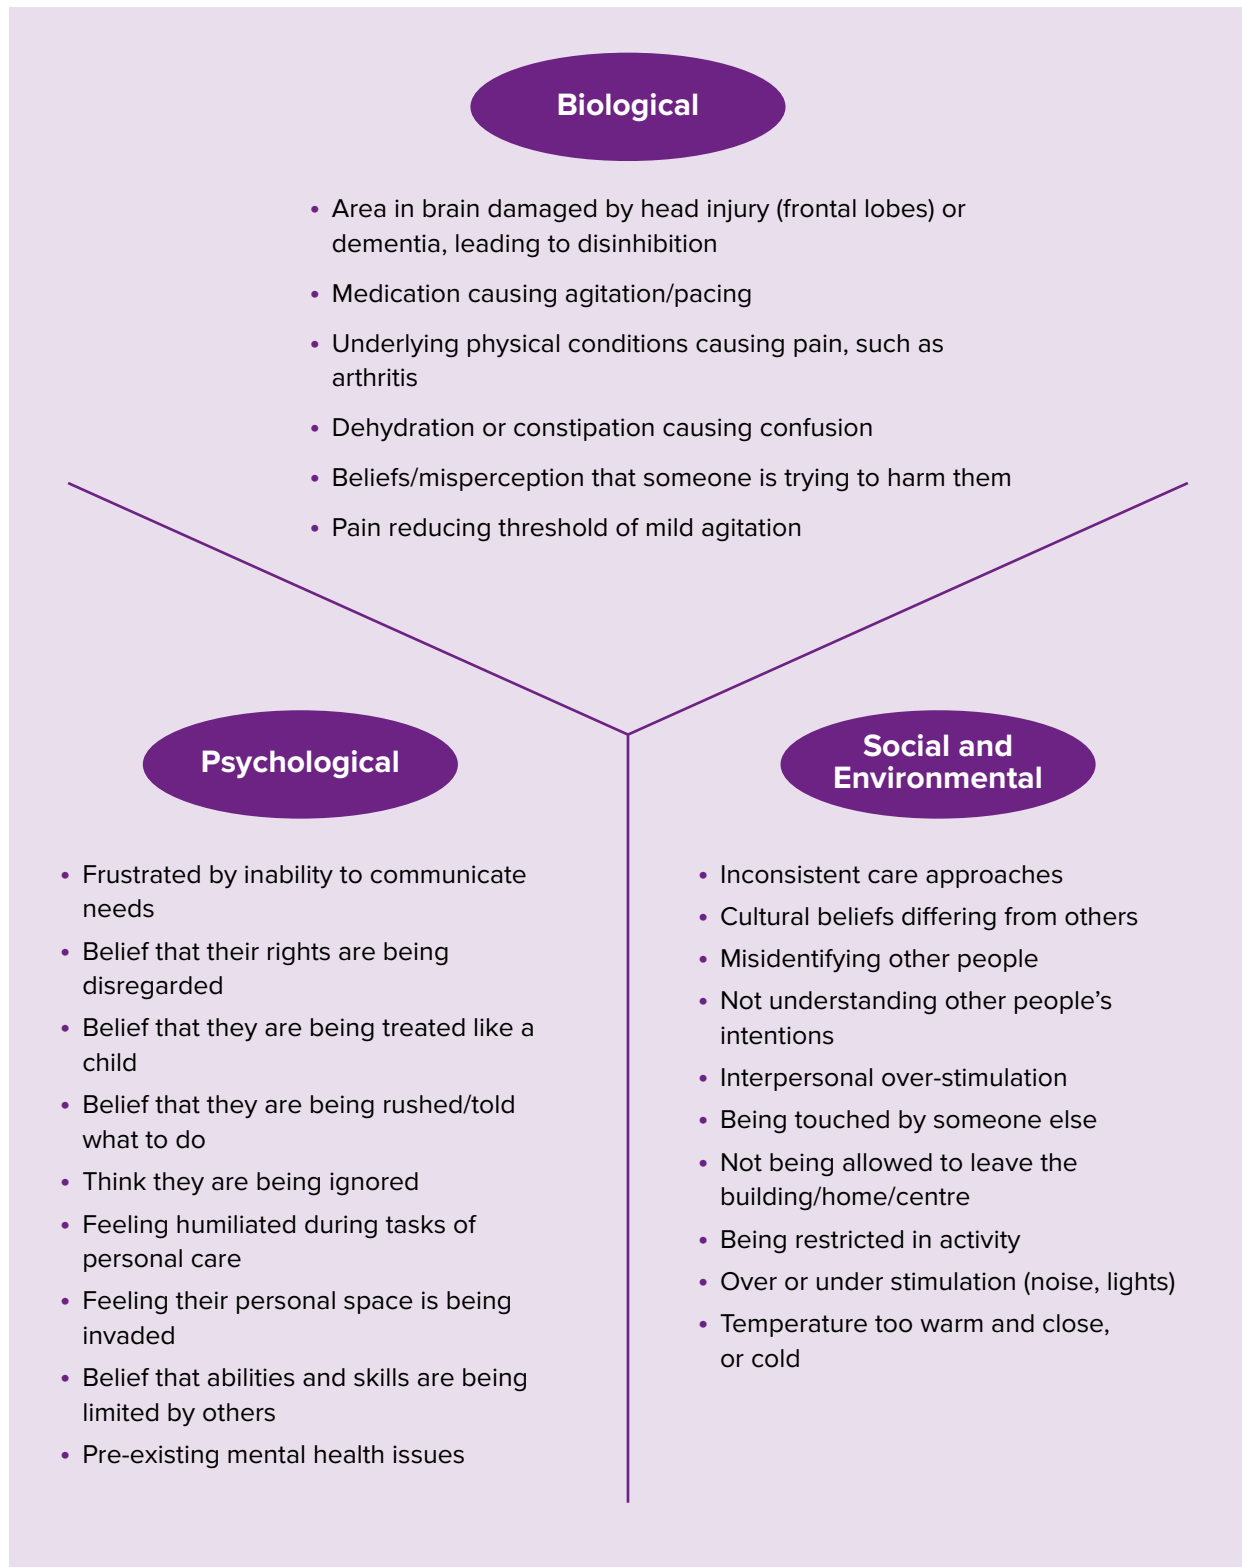 Biological
• Area in brain damaged by head injury (frontal lobes) or
dementia, leading to disinhibition
• Medication causing agitation/pacing
• Underlying physical conditions causing pain, such as
arthritis
• Dehydration or constipation causing confusion
• Beliefs/misperception that someone is trying to harm them
• Pain reducing threshold of mild agitation
Psychological
• Frustrated by inability to communicate
needs
• Belief that their rights are being
disregarded
• Belief that they are being treated like a
child
• Belief that they are being rushed/told
what to do
• Think they are being ignored
• Feeling humiliated during tasks of
personal care
• Feeling their personal space is being
invaded
• Belief that abilities and skills are being
limited by others
• Pre-existing mental health issues
Social and
Environmental
• Inconsistent care approaches
• Cultural beliefs differing from others
• Misidentifying other people
• Not understanding other people’s
intentions
• Interpersonal over-stimulation
• Being touched by someone else
• Not being allowed to leave the
building/home/centre
• Being restricted in activity
• Over or under stimulation (noise, lights)
• Temperature too warm and close,
or cold